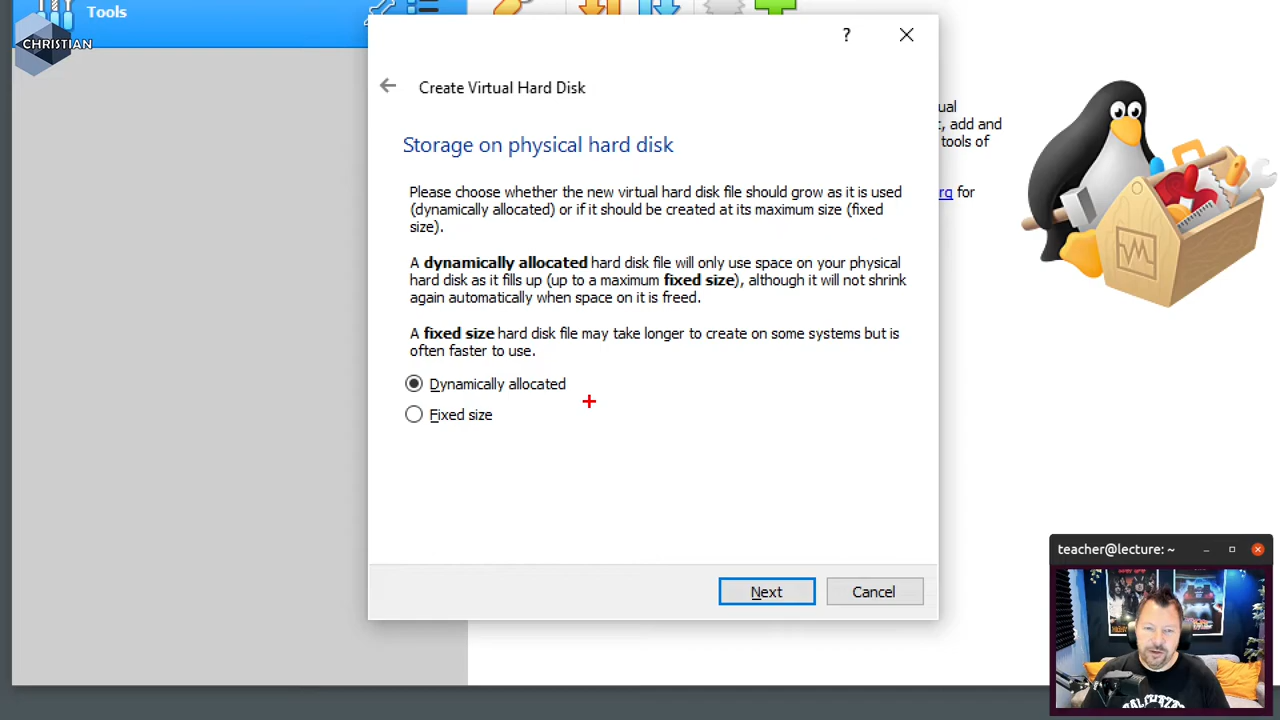 Tools
CHRISTIAN
?
Create Virtual Hard Disk
Storage on physical hard disk
Please choose whether the new virtual hard disk file should grow as it is used
(dynamically allocated) or if it should be created at its maximum size (fixed
size).
A dynamically allocated hard disk file will only use space on your physical
hard disk as it fills up (up to a maximum fixed size), although it will not shrink
again automatically when space on it is freed.
A fixed size hard disk file may take longer to create on some systems but is
often faster to use.
Dynamically allocated
Fixed size
Next
Cancel
, add and
tools of
for
teacher@lecture: ~